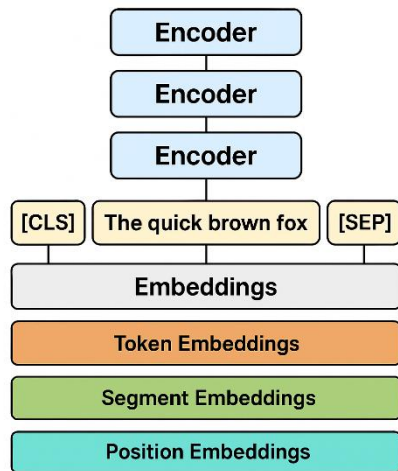 Encoder
Encoder
Encoder
[CLS]
The quick brown fox
[SEP]
Embeddings
Token Embeddings
Segment Embeddings
Position Embeddings